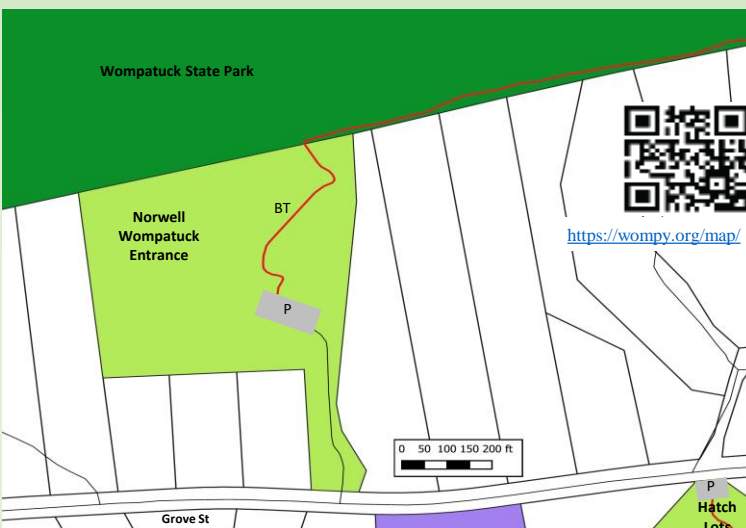 Wompatuck State Park
BT
Norwell
Wompatuck
Entrance
https://wompy.org/map/
P
0 50 100 150 200 ft
P
Hatch
Lots
Grove St